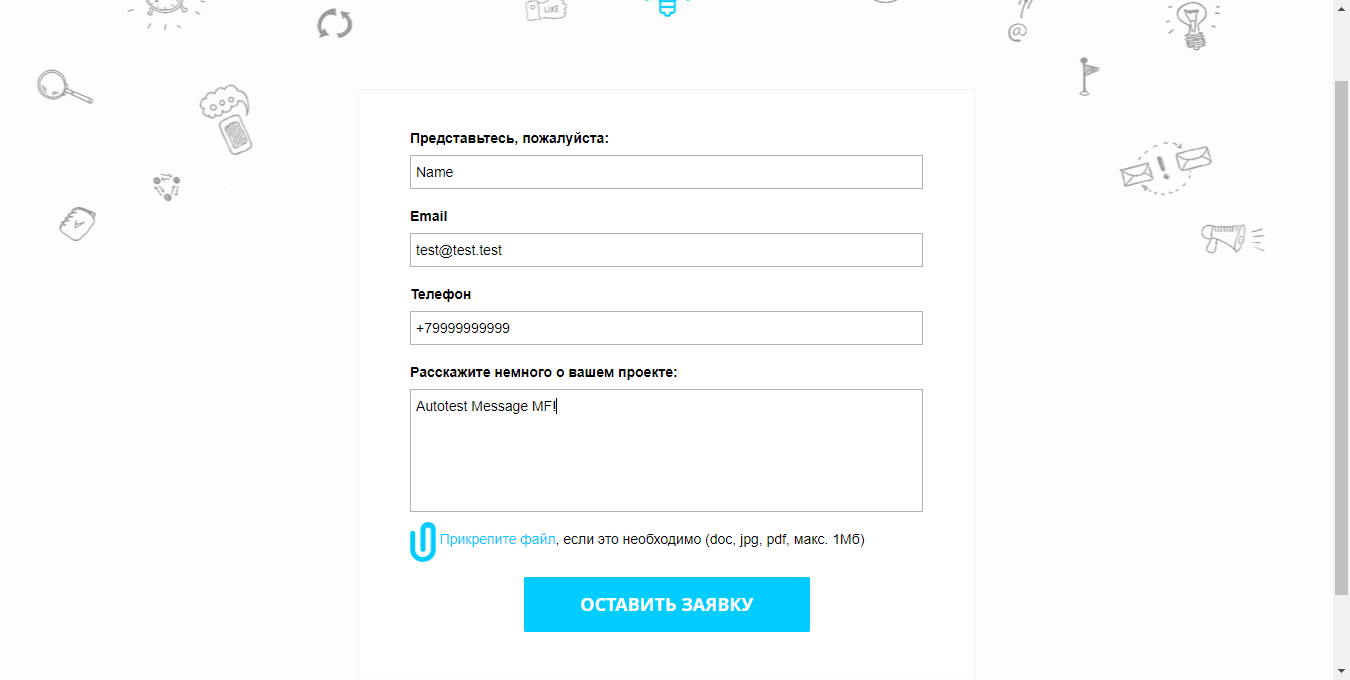 LIKE
@
Представьтесь, пожалуйста:
Name
Email
test@test.test
Телефон
+79999999999
Расскажите немного о вашем проекте:
Autotest Message MF!
Прикрепите файл, если это необходимо (doc, jpg, pdf, макс. 1Мб)
ОСТАВИТЬ ЗАЯВКУ